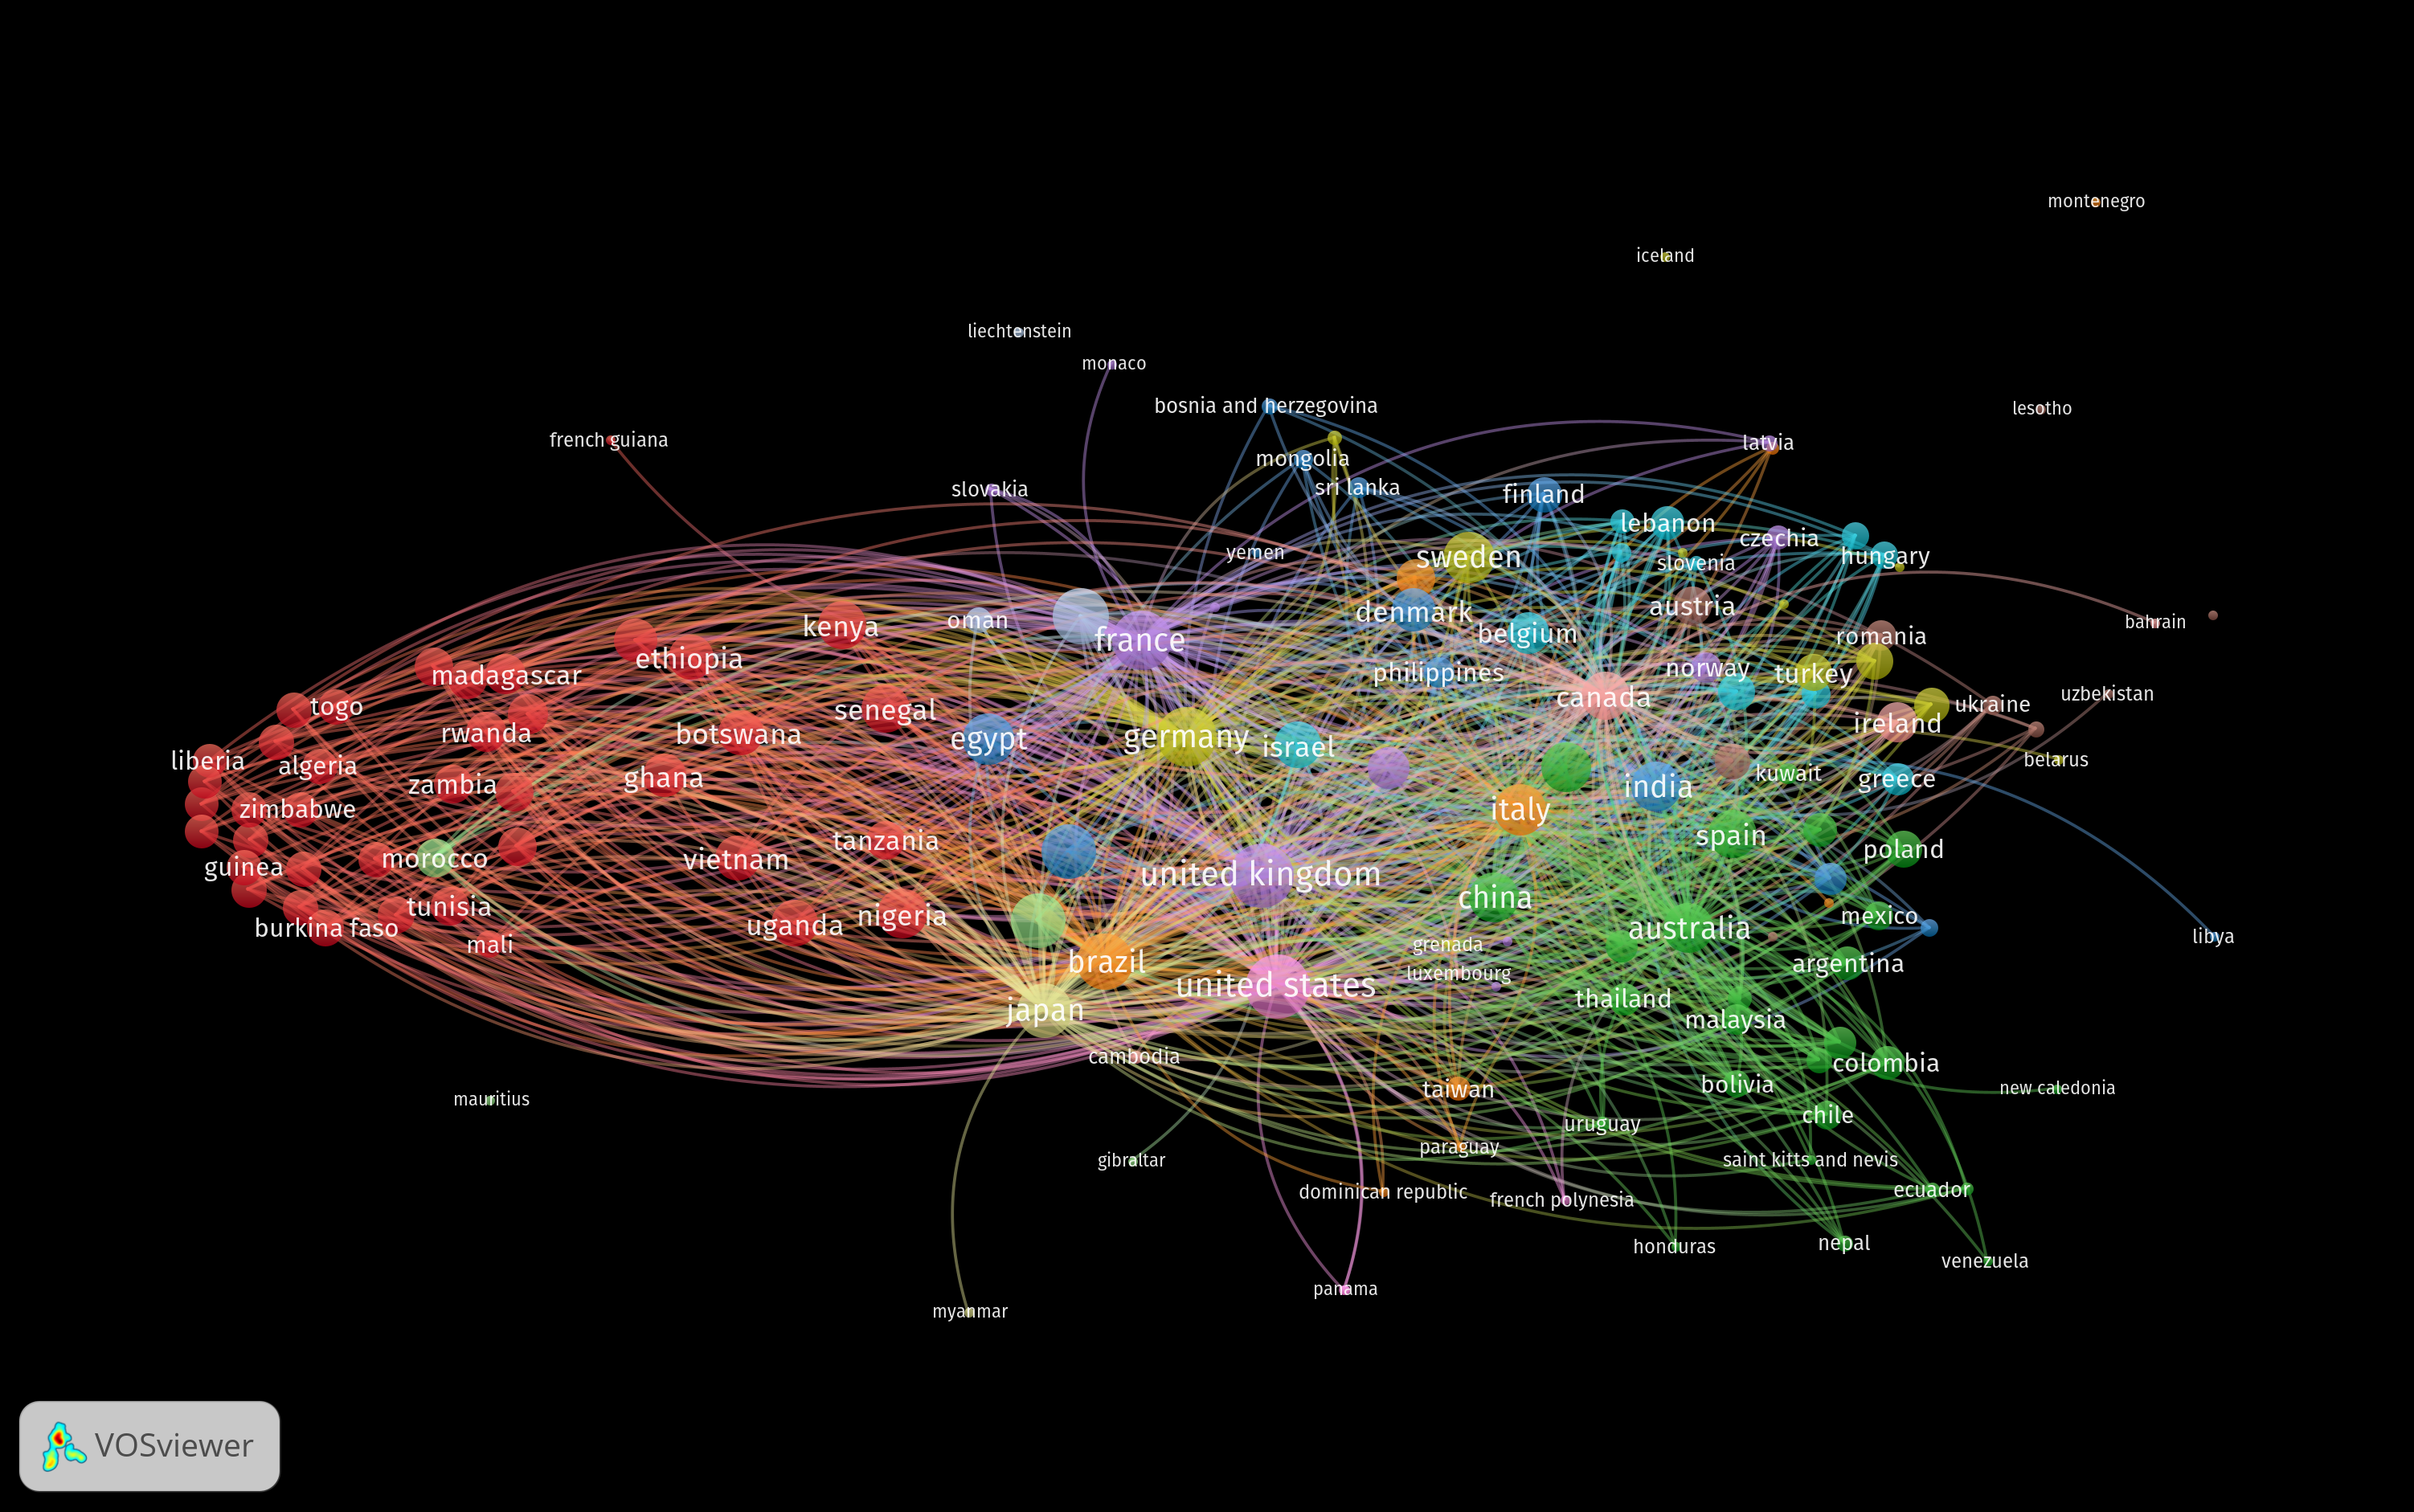 montenegro
iceland
liechtenstein
monaco
bosnia and herzegovina
lesotho
french guiana
latvia
mongolia
slovakia
sri lanka
finland
lebanon
czechia
yemen
sweden
slovenia
hungary
kenya
oman
france
denmark
belgium
austria
romania
bahrain
ethiopia
madagascar
philippines
norway
turkey
togo
senegal
canada
ukraine
uzbekistan
rwanda
botswana
egypt
germany
israel
ireland
liberia
algeria
zambia
ghana
india
kuwait
greece
belarus
zimbabwe
tanzania
italy
spain
poland
guinea
morocco
vietnam
united kingdom
china
burkina faso
tunisia
uganda
nigeria
australia
mexico
libya
mali
brazil
grenada
luxembourg
argentina
japan
united states
thailand
malaysia
cambodia
colombia
mauritius
taiwan
bolivia
new caledonia
uruguay
chile
gibraltar
paraguay
saint kitts and nevis
dominican republic
french polynesia
ecuador
honduras
nepal
venezuela
panama
myanmar
VOSviewer